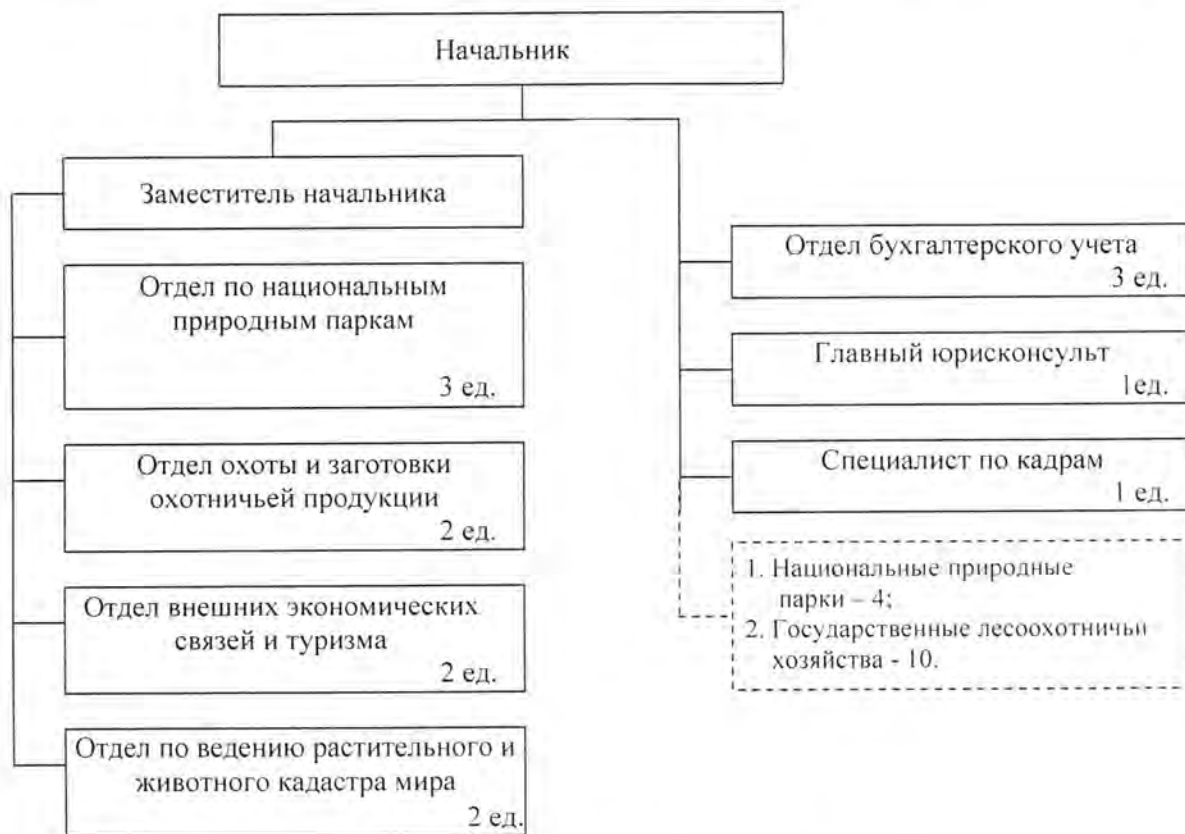 Начальник
Заместитель начальника
Отдел по национальным
природным паркам
3 ед.
Отдел охоты и заготовки
охотничьей продукции
2 ед.
Отдел внешних экономических
связей и туризма
2 ед.
Отдел по ведению растительного и
животного кадастра мира
2 ед.
Отдел бухгалтерского учета
3 ед.
Главный юрисконсульт
1ед.
Специалист по кадрам
1 ед.
1. Национальные природные
парки – 4;
2. Государственные лесоохотничьи
хозяйства - 10.